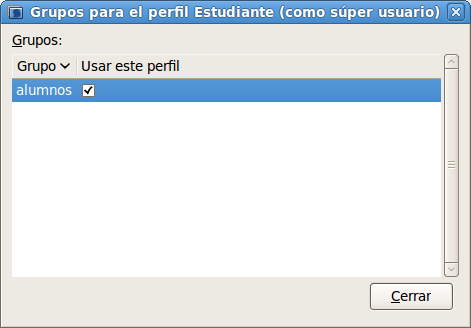 Grupos para el perfil Estudiante (como súper usuario)
Grupos:
Grupo Usar este perfil
alumnos
Cerrar